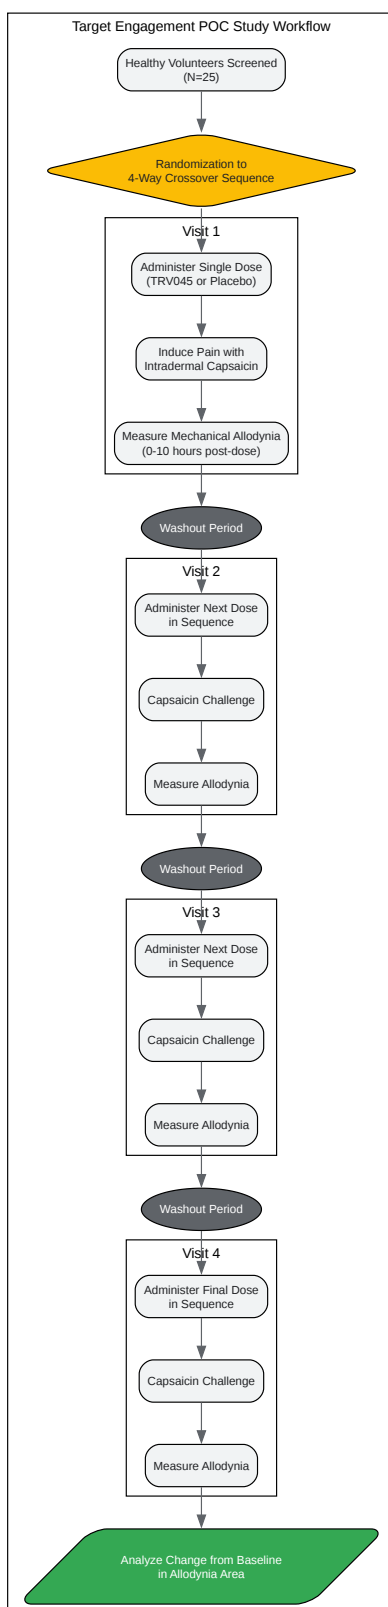 Target Engagement POC Study Workflow
Healthy Volunteers Screened
(N=25)
Randomization to
4-Way Crossover Sequence
Visit 1
Administer Single Dose
(TRV045 or Placebo)
Induce Pain with
Intradermal Capsaicin
Measure Mechanical Allodynia
(0-10 hours post-dose)
Washout Period
Visit 2
Administer Next Dose
in Sequence
Capsaicin Challenge
Measure Allodynia
Washout Period
Visit 3
Administer Next Dose
in Sequence
Capsaicin Challenge
Measure Allodynia
Washout Period
Visit 4
Administer Final Dose
in Sequence
Capsaicin Challenge
Measure Allodynia
Analyze Change from Baseline
in Allodynia Area